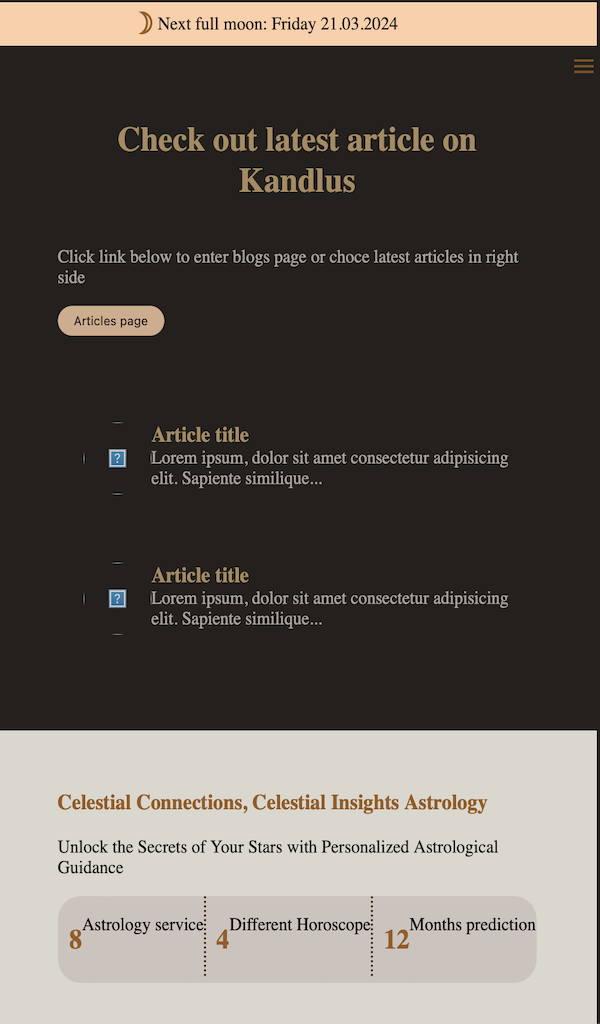 Next full moon: Friday 21.03.2024
Check out latest article on
Kandlus
Click link below to enter blogs page or choce latest articles in right
side
Articles page
Article title
Lorem ipsum, dolor sit amet consectetur adipisicing
elit. Sapiente similique...
Article title
Lorem ipsum, dolor sit amet consectetur adipisicing
elit. Sapiente similique...
Celestial Connections, Celestial Insights Astrology
Unlock the Secrets of Your Stars with Personalized Astrological
Guidance
8 Astrology service
4 Different Horoscope
12 Months prediction